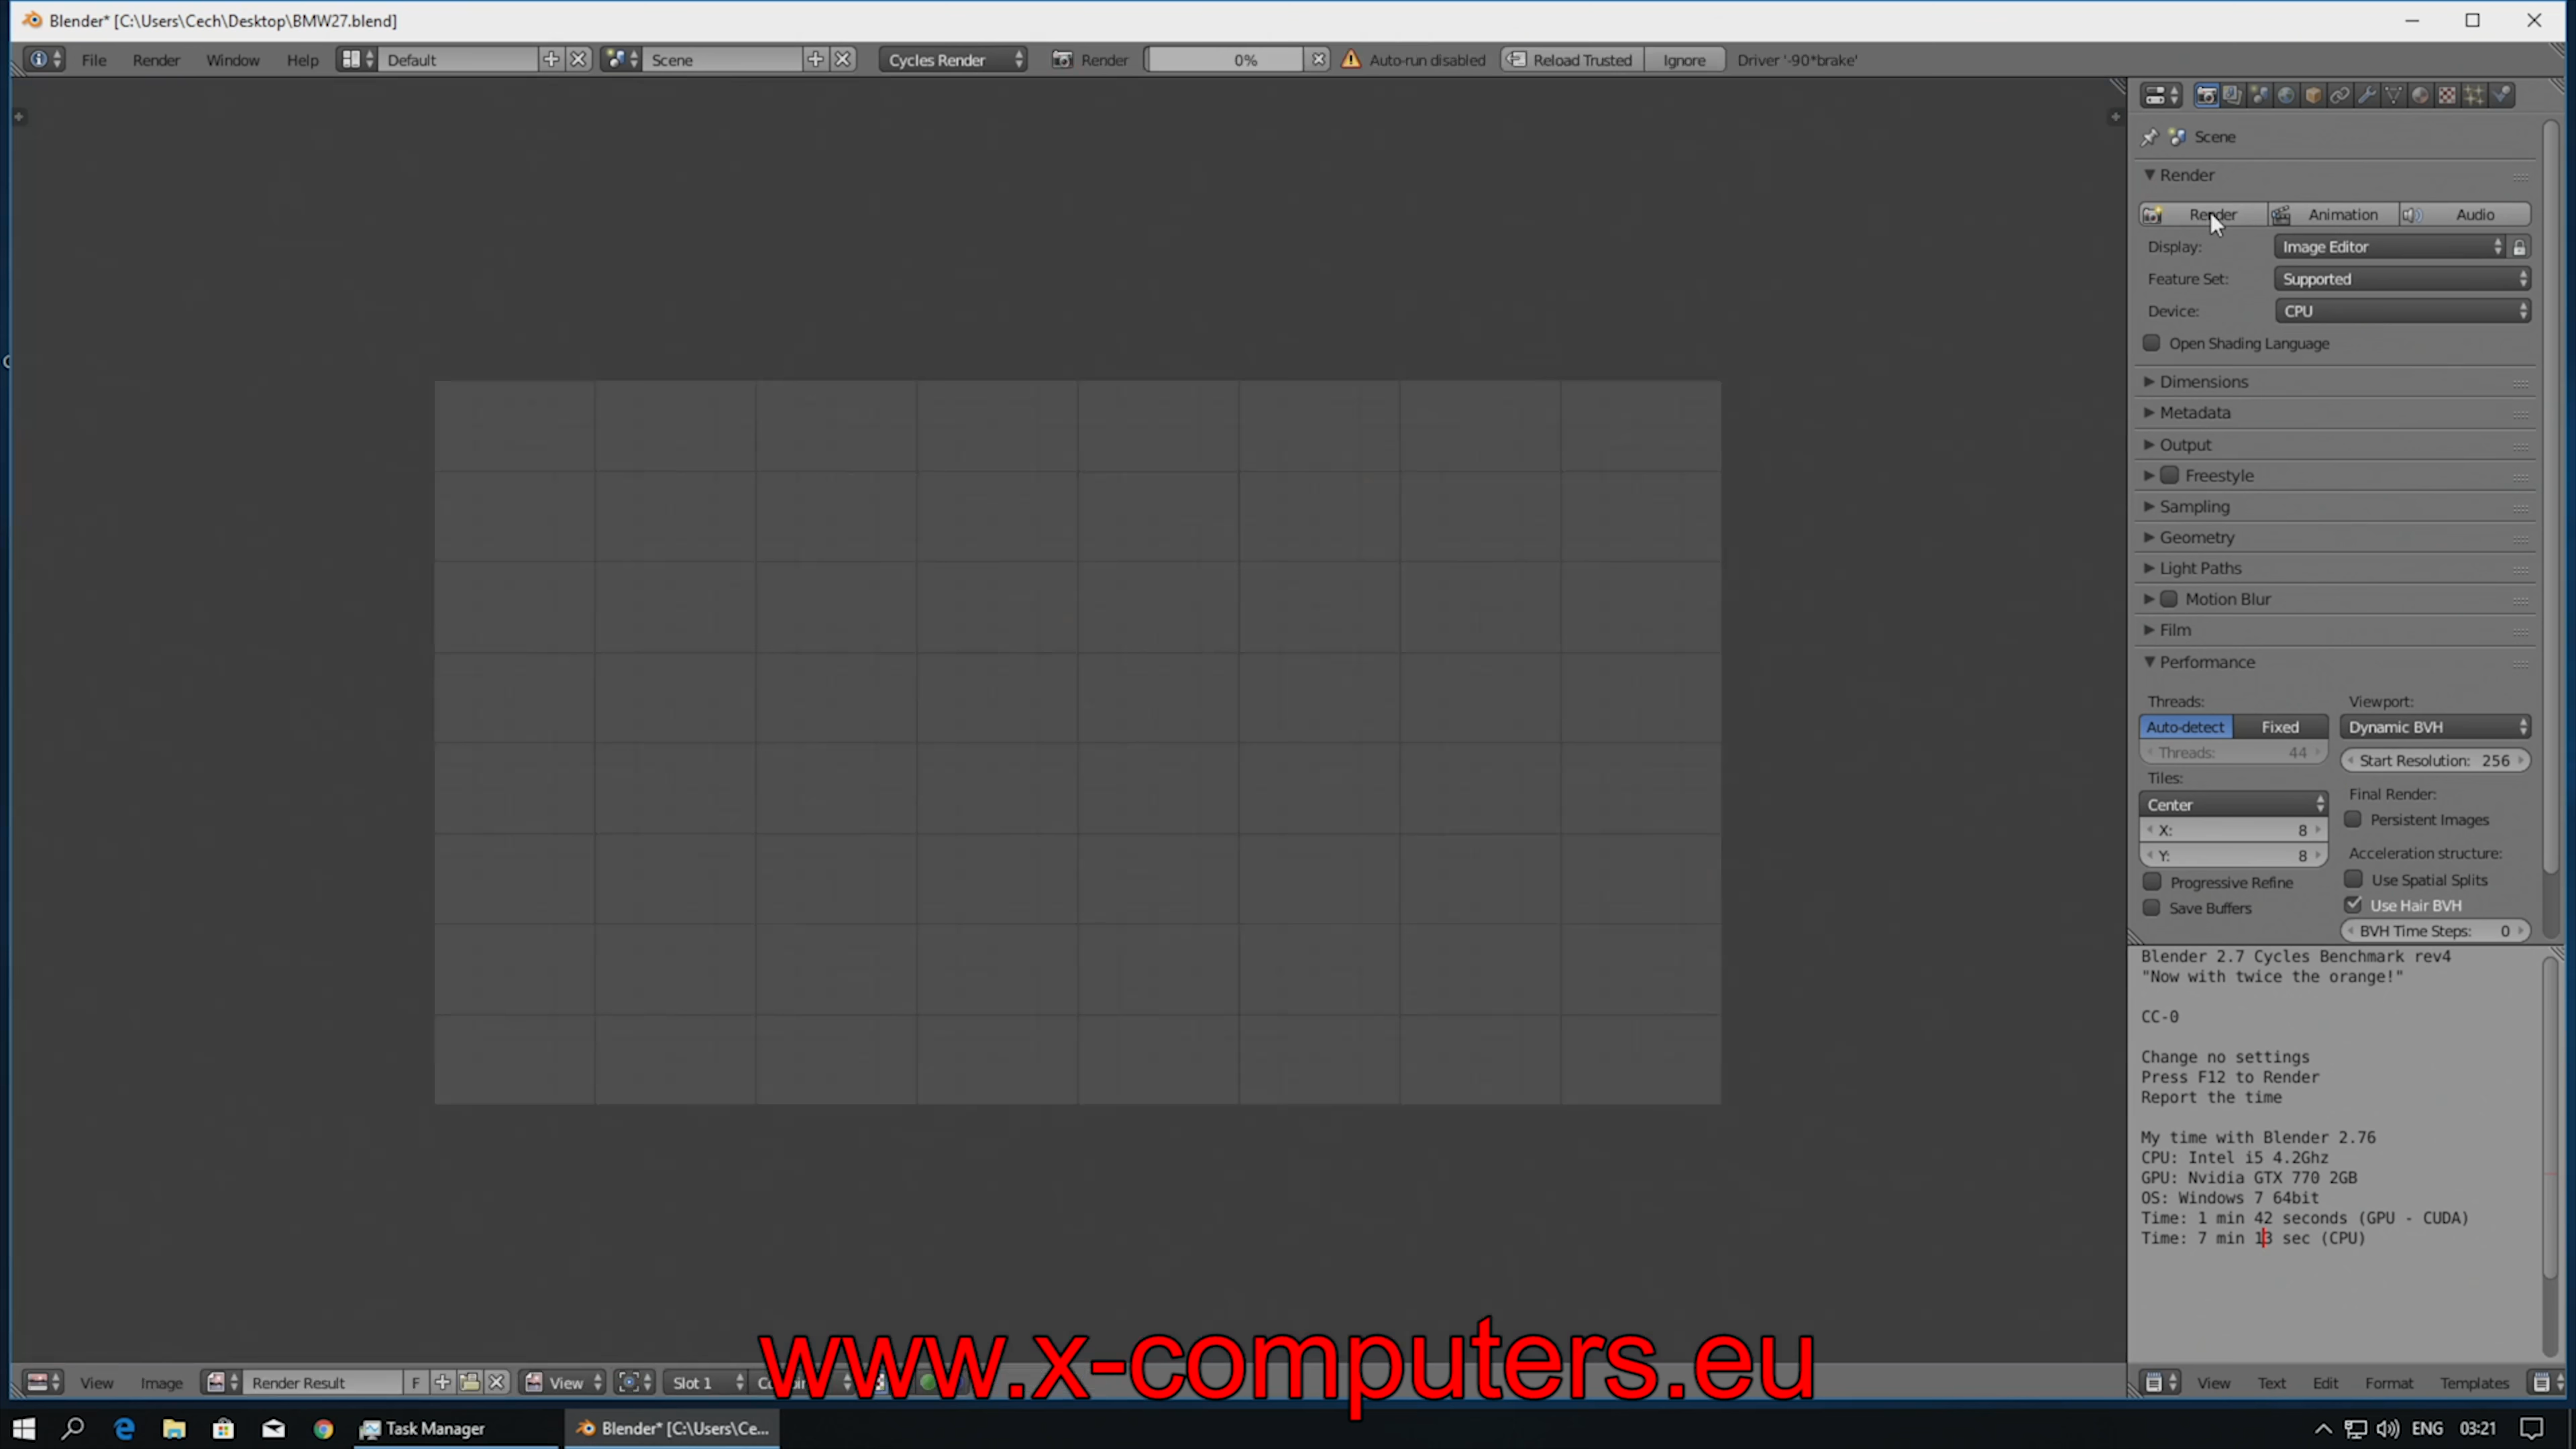 Blender* [C:\Users\Cech\Desktop\BMW27.blend]
File Render Window Help Default Scene Cycles Render Render 0% Auto-run disabled Reload Trusted Ignore Driver '-90*brake'
Scene
Render
Render Animation Audio
Display: Image Editor
Feature Set: Supported
Device: CPU
Open Shading Language
Dimensions
Metadata
Output
Freestyle
Sampling
Geometry
Light Paths
Motion Blur
Film
Performance
Threads: Viewport:
Auto-detect Fixed Dynamic BVH
Threads: 44 Start Resolution: 256
Tiles:
Center Final Render:
X: 8 Persistent Images
Y: 8 Acceleration structure:
Progressive Refine Use Spatial Splits
Save Buffers Use Hair BVH
BVH Time Steps: 0
Blender 2.7 Cycles Benchmark rev4
"Now with twice the orange!"
CC-0
Change no settings
Press F12 to Render
Report the time
My time with Blender 2.76
CPU: Intel i5 4.2Ghz
GPU: Nvidia GTX 770 2GB
OS: Windows 7 64bit
Time: 1 min 42 seconds (GPU - CUDA)
Time: 7 min 13 sec (CPU)
www.x-computers.eu
View Image Render Result F View Slot 1
View Text Edit Format Templates
Task Manager Blender* [C:\Users\Ce... ENG 03:21